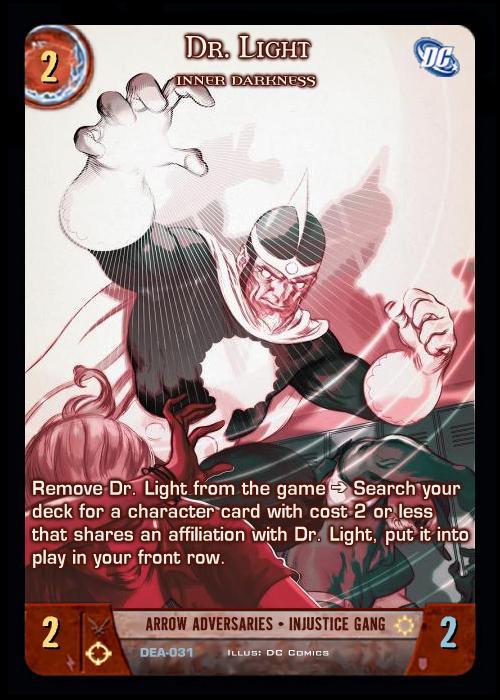 2
DR. LIGHT
DC
INNER DARKNESS
Remove Dr. Light from the game → Search your
deck for a character card with cost 2 or less
that shares an affiliation with Dr. Light, put it into
play in your front row.
2
ARROW ADVERSARIES • INJUSTICE GANG
2
DEA-031
ILLUS: DC COMICS